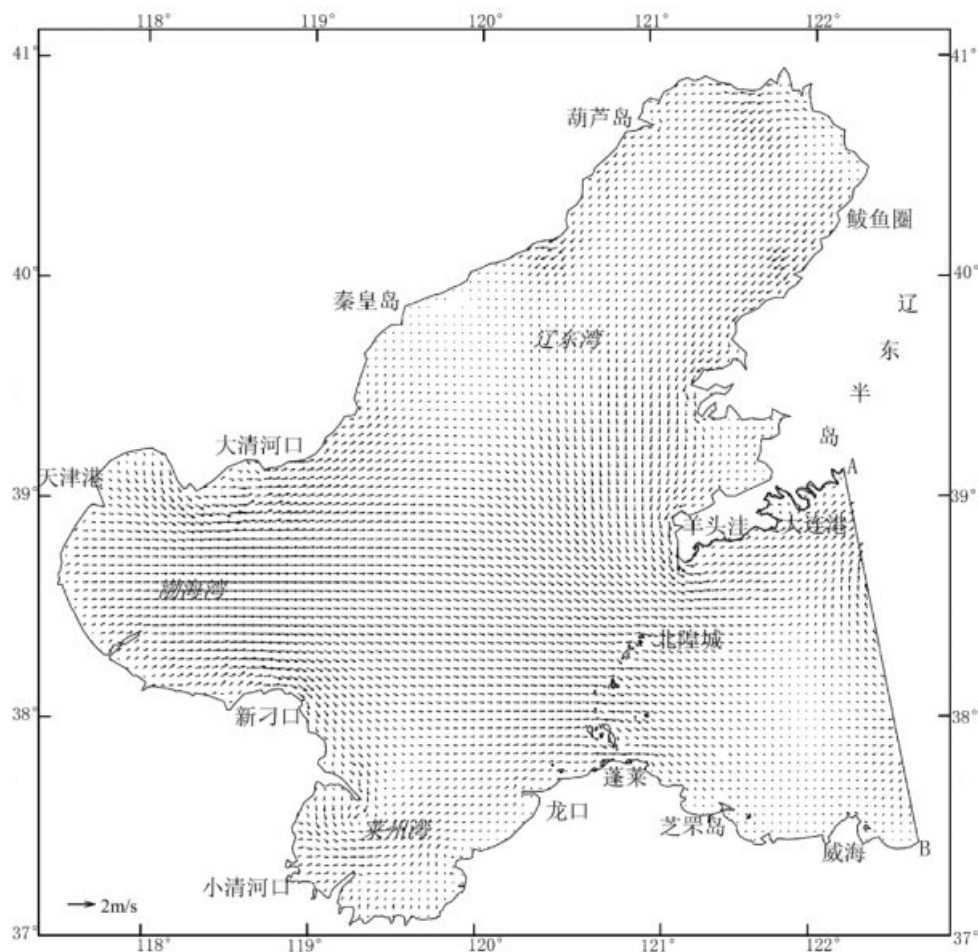 118° 119° 120° 121° 122°
41° 41°
葫芦岛
鲅鱼圈
40° 40°
秦皇岛
辽东湾
辽
东
半
岛
大清河口
天津港
A
39° 39°
羊头洼
大连港
渤海湾
北隍城
38° 38°
新刁口
蓬莱
龙口
莱州湾
芝罘岛
威海
B
小清河口
2m/s
37° 37°
118° 119° 120° 121° 122°